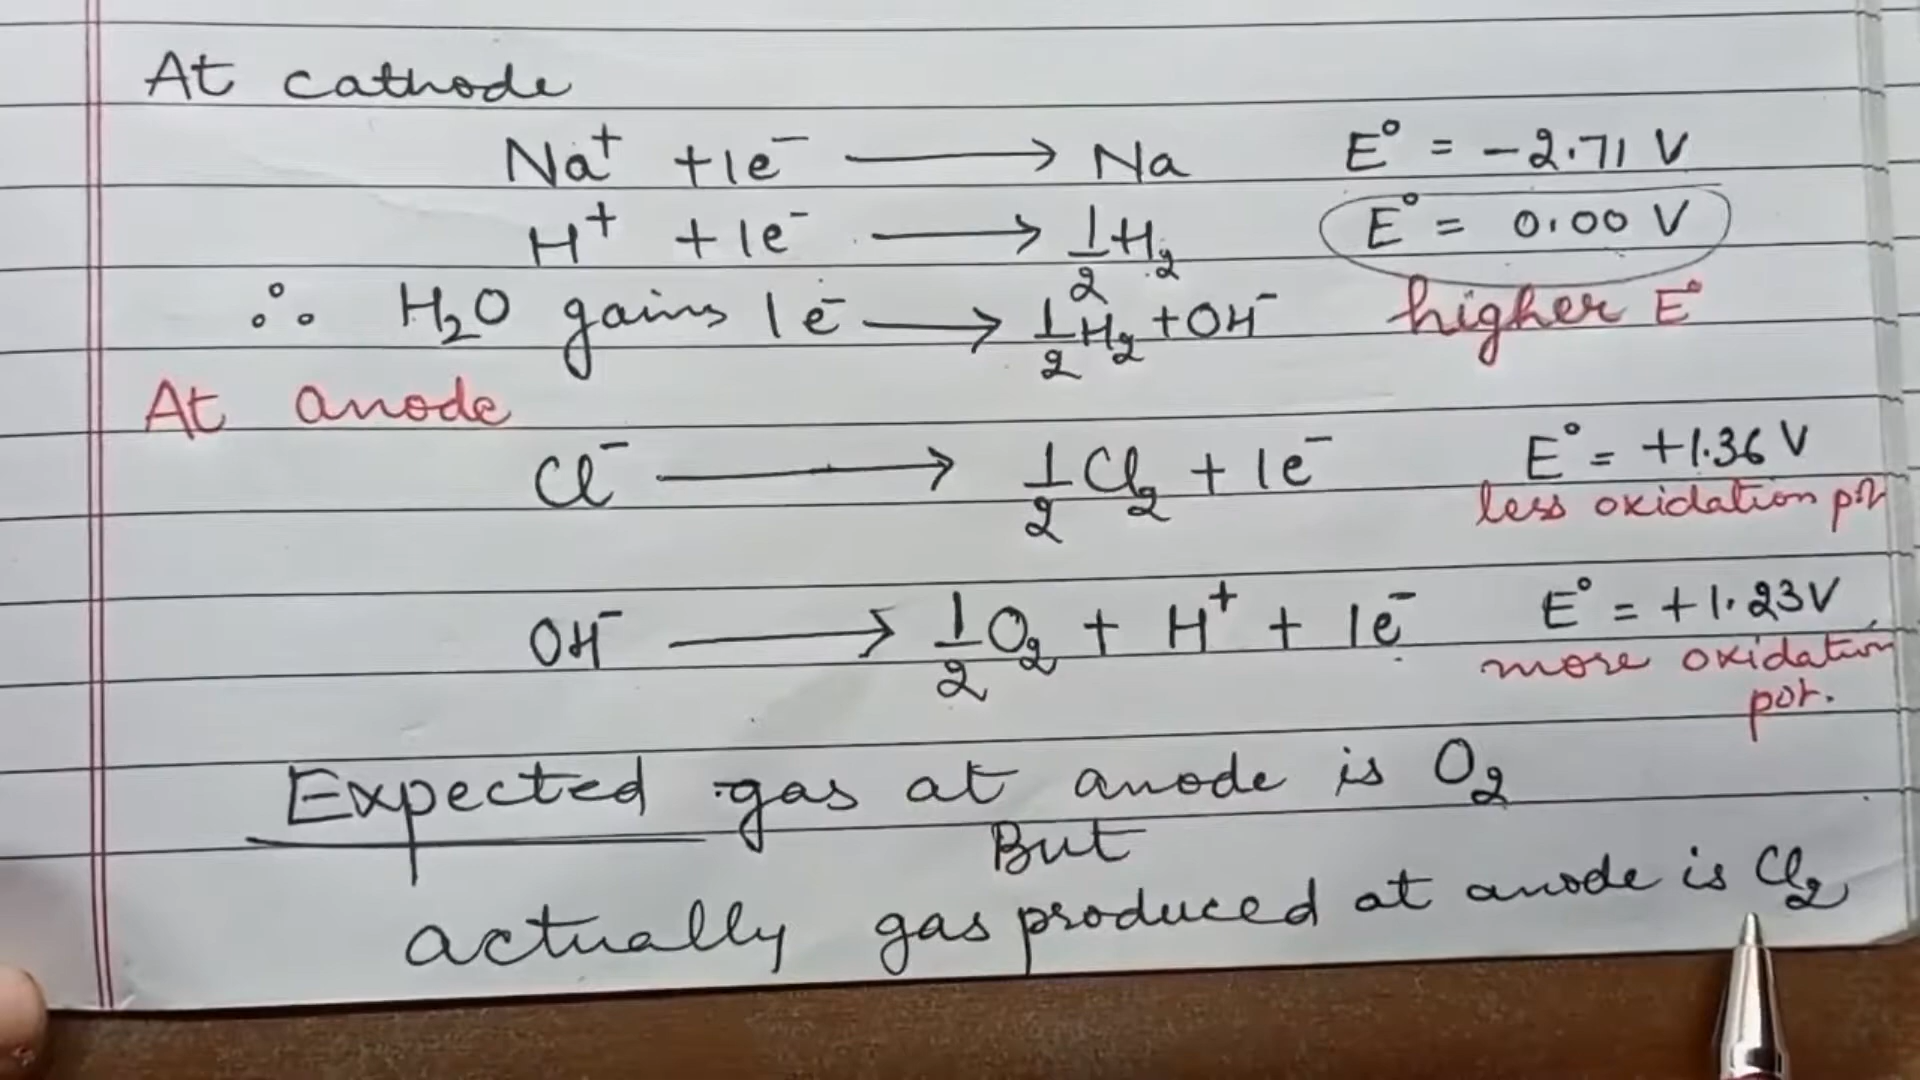 At cathode
Na⁺ +1e⁻ ⟶ Na E° = -2.71 V
H⁺ +1e⁻ ⟶ ½H₂ E° = 0.00 V
∴ H₂O gains 1e⁻ ⟶ ½H₂ + OH⁻ higher E°
At anode
Cl⁻ ⟶ ½Cl₂ + 1e⁻ E° = +1.36 V
less oxidation pot
OH⁻ ⟶ ½O₂ + H⁺ + 1e⁻ E° = +1.23V
more oxidation
pot.
Expected gas at anode is O₂
But
actually gas produced at anode is Cl₂